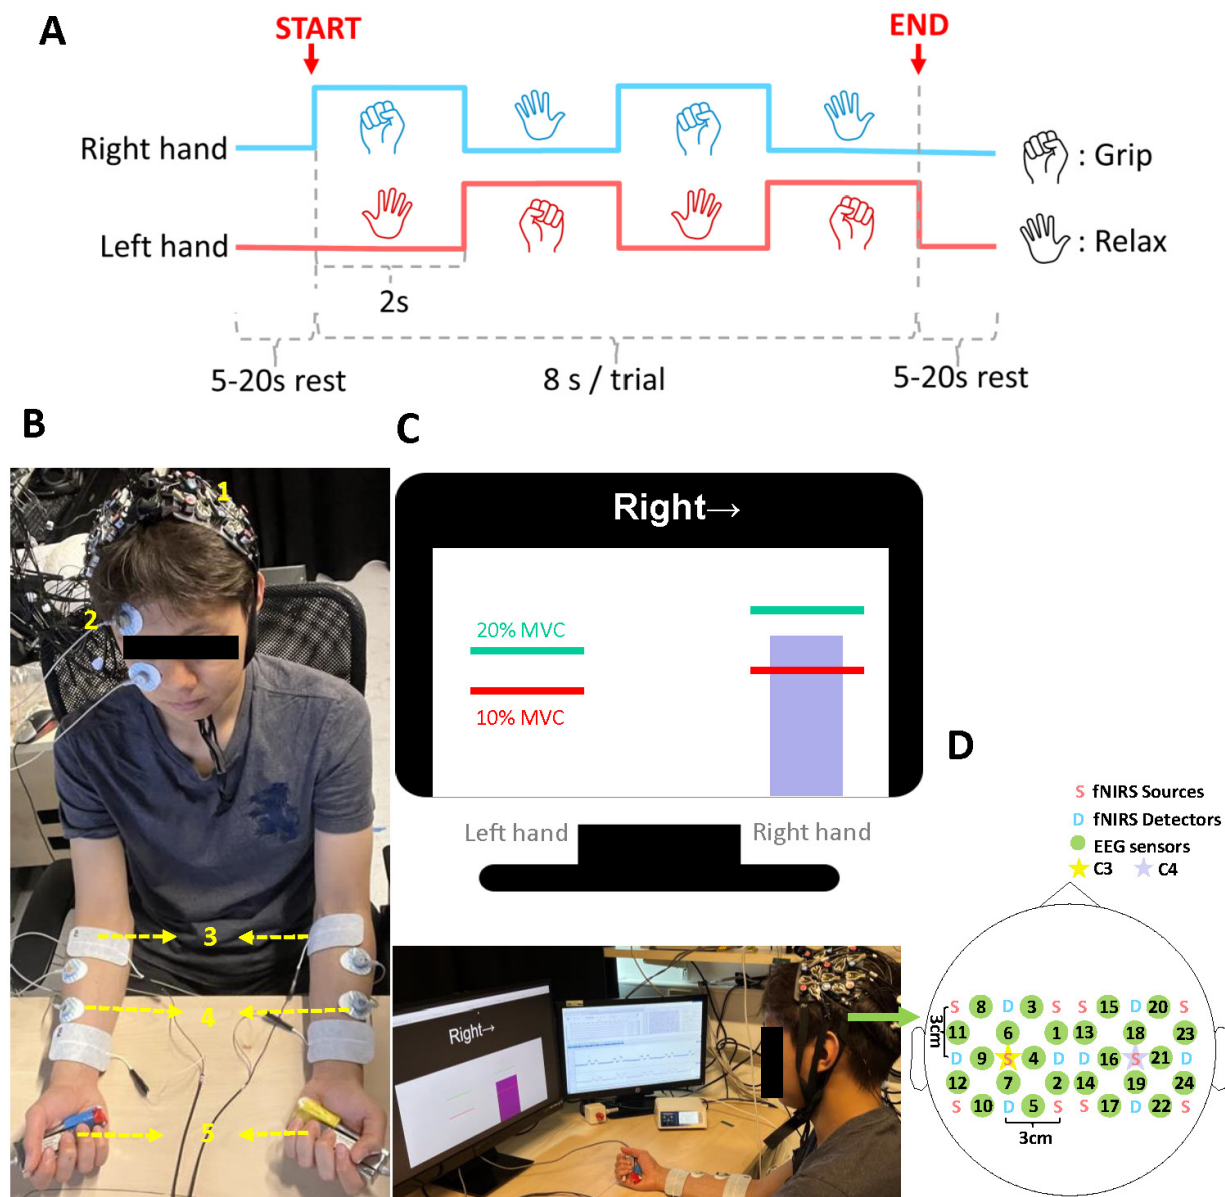 A
START
END
Right hand
: Grip
Left hand
: Relax
2s
5-20s rest
8 s / trial
5-20s rest
B
1
2
3
4
5
C
Right→
20% MVC
10% MVC
Left hand
Right hand
Right→
D
S fNIRS Sources
D fNIRS Detectors
EEG sensors
C3 C4
S 8 D 3 S S 15 D 20 S
11 6 1 13 18 23
D 9 S 4 D D 16 S 21 D
12 7 2 14 19 24
S 10 D 5 S S 17 D 22 S
3cm
3cm